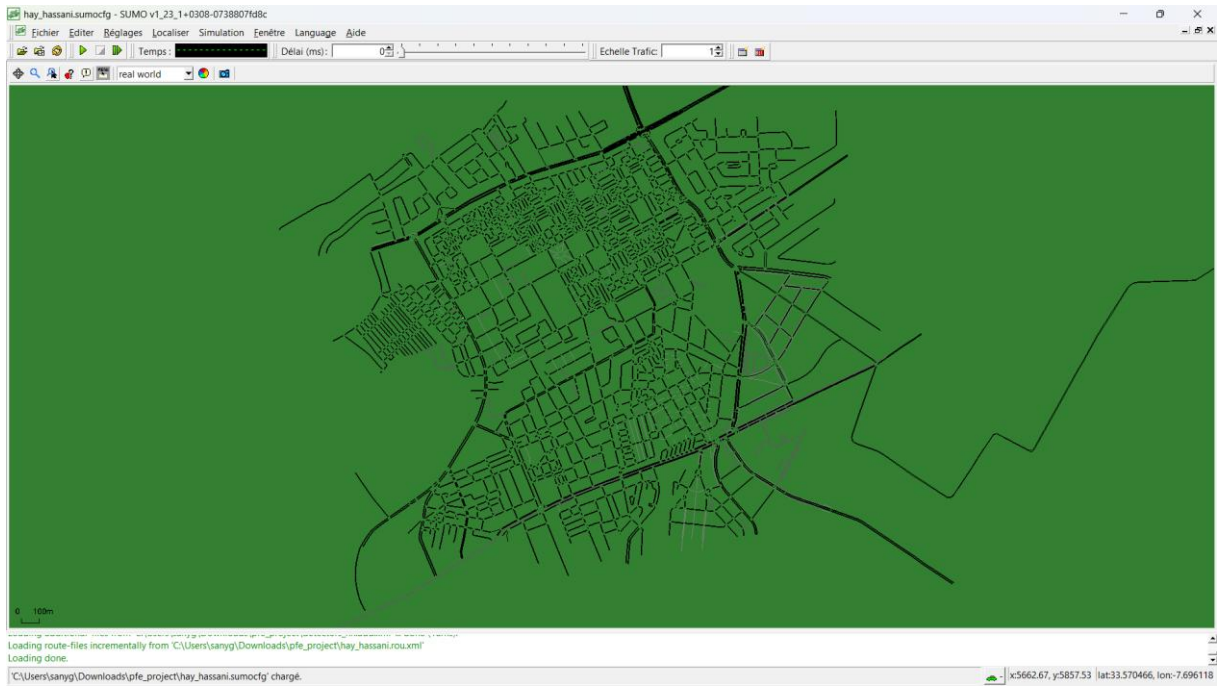 hay_hassani.sumocfg - SUMO v1_23_1+0308-0738807fd8c
Fichier Editer Réglages Localiser Simulation Fenêtre Language Aide
Temps : Délai (ms): 0 Echelle Trafic: 1
real world
0 100m
Loading route-files incrementally from 'C:\Users\sanyg\Downloads\pfe_project\hay_hassani.rou.xml'
Loading done.
'C:\Users\sanyg\Downloads\pfe_project\hay_hassani.sumocfg' chargé. x:5662.67, y:5857.53 lat:33.570466, lon:-7.696118